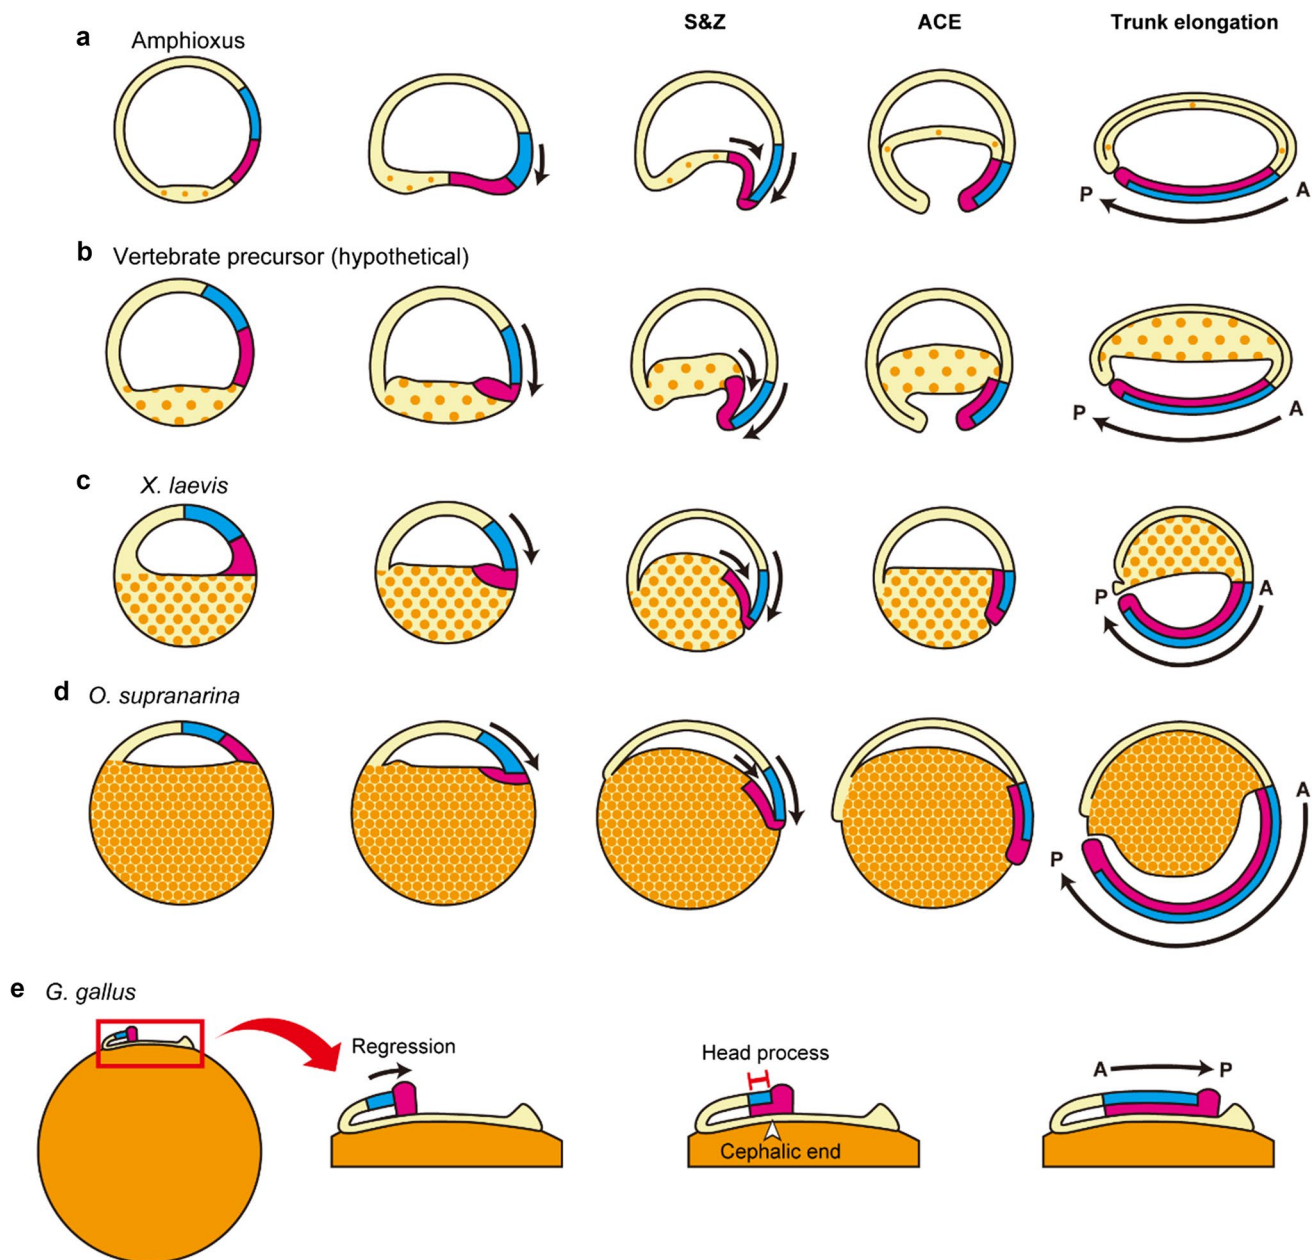 S&Z
ACE
Trunk elongation
a
Amphioxus
P
A
b
Vertebrate precursor (hypothetical)
P
A
c
X. laevis
P
A
d
O. supranarina
A
P
e
G. gallus
Regression
Head process
A
P
Cephalic end